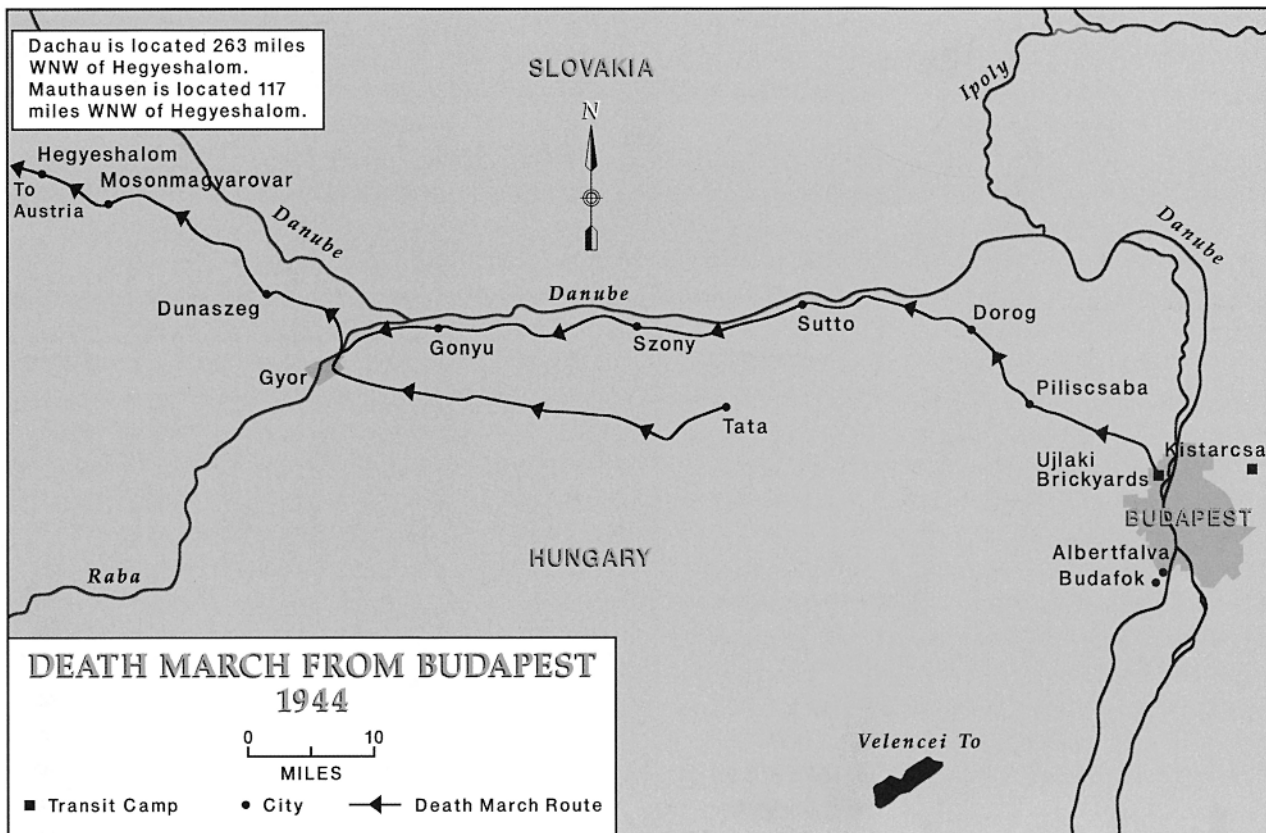 Dachau is located 263 miles
WNW of Hegyeshalom.
Mauthausen is located 117
miles WNW of Hegyeshalom.
SLOVAKIA
Ipoly
N
Hegyeshalom
Mosonmagyarovar
To
Austria
Danube
Danube
Danube
Dunaszeg
Sutto
Dorog
Gonyu
Szony
Gyor
Piliscsaba
Tata
Kistarcsa
Ujlaki
Brickyards
BUDAPEST
HUNGARY
Albertfalva
Budafok
Raba
DEATH MARCH FROM BUDAPEST
1944
0 10
MILES
Velencei To
Transit Camp City Death March Route